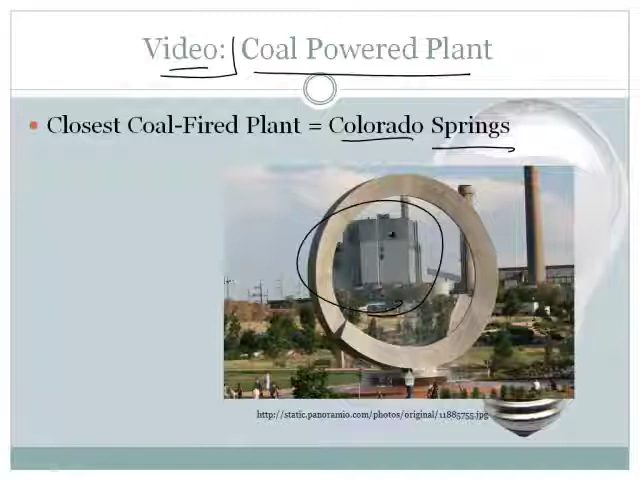 Video: Coal Powered Plant
• Closest Coal-Fired Plant = Colorado Springs
http://static.panoramio.com/photos/original/11885755.jpg